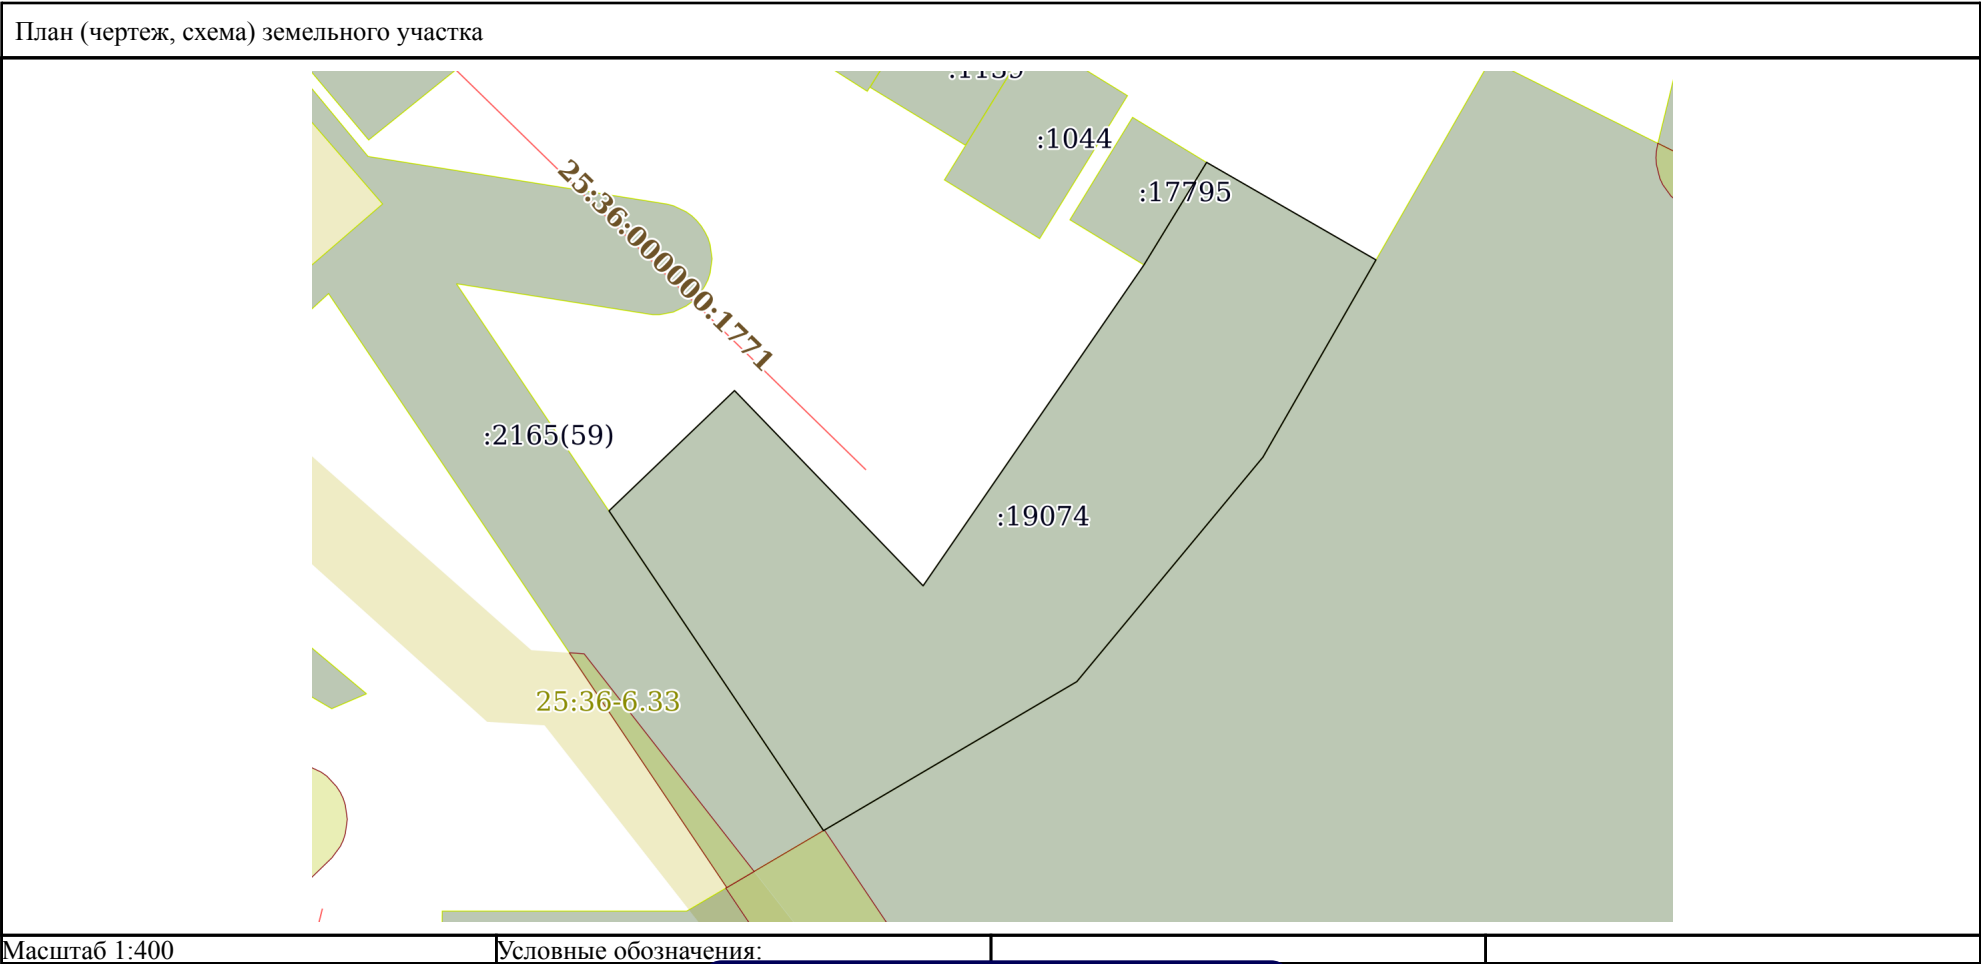 План (чертеж, схема) земельного участка
:1139
:1044
:17795
25:36:000000:1771
:2165(59)
:19074
25:36-6.33
Масштаб 1:400
Условные обозначения: